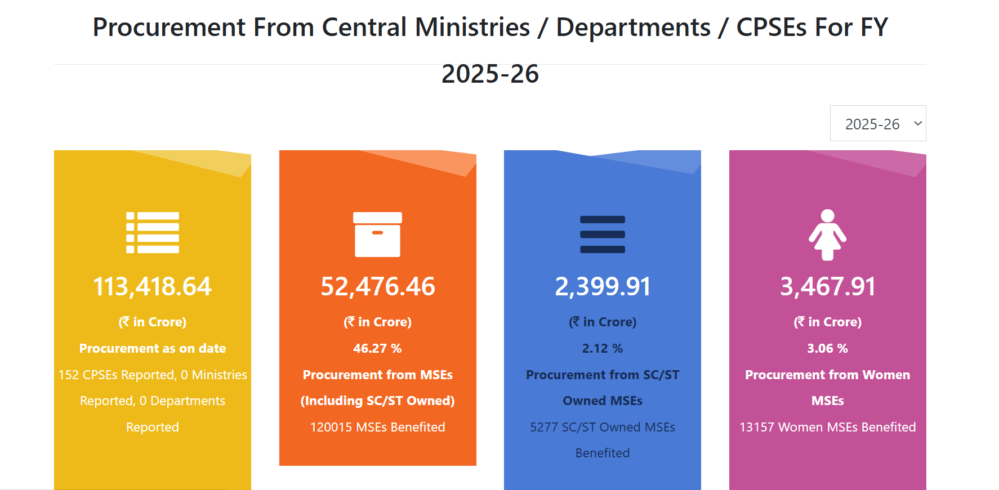 Procurement From Central Ministries / Departments / CPSEs For FY
2025-26
2025-26
113,418.64
(₹ in Crore)
Procurement as on date
152 CPSEs Reported, 0 Ministries
Reported, 0 Departments
Reported
52,476.46
(₹ in Crore)
46.27 %
Procurement from MSEs
(Including SC/ST Owned)
120015 MSEs Benefited
2,399.91
(₹ in Crore)
2.12 %
Procurement from SC/ST
Owned MSEs
5277 SC/ST Owned MSEs
Benefited
3,467.91
(₹ in Crore)
3.06 %
Procurement from Women
MSEs
13157 Women MSEs Benefited